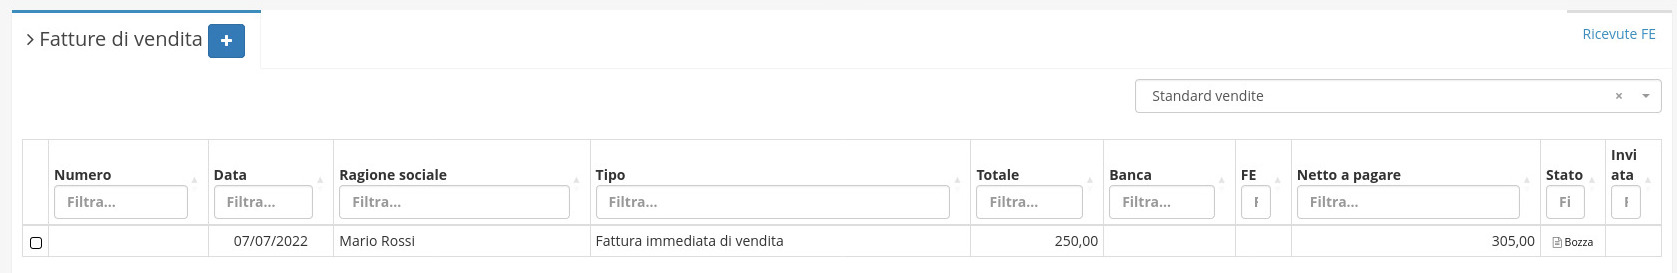 Fatture di vendita +
Ricevute FE
Standard vendite × 
Numero Data Ragione sociale Tipo Totale Banca FE Netto a pagare Stato Invi
ata
Filtra... Filtra... Filtra... Filtra... Filtra... Filtra... F Filtra... Fi F
07/07/2022 Mario Rossi Fattura immediata di vendita 250,00 305,00 Bozza